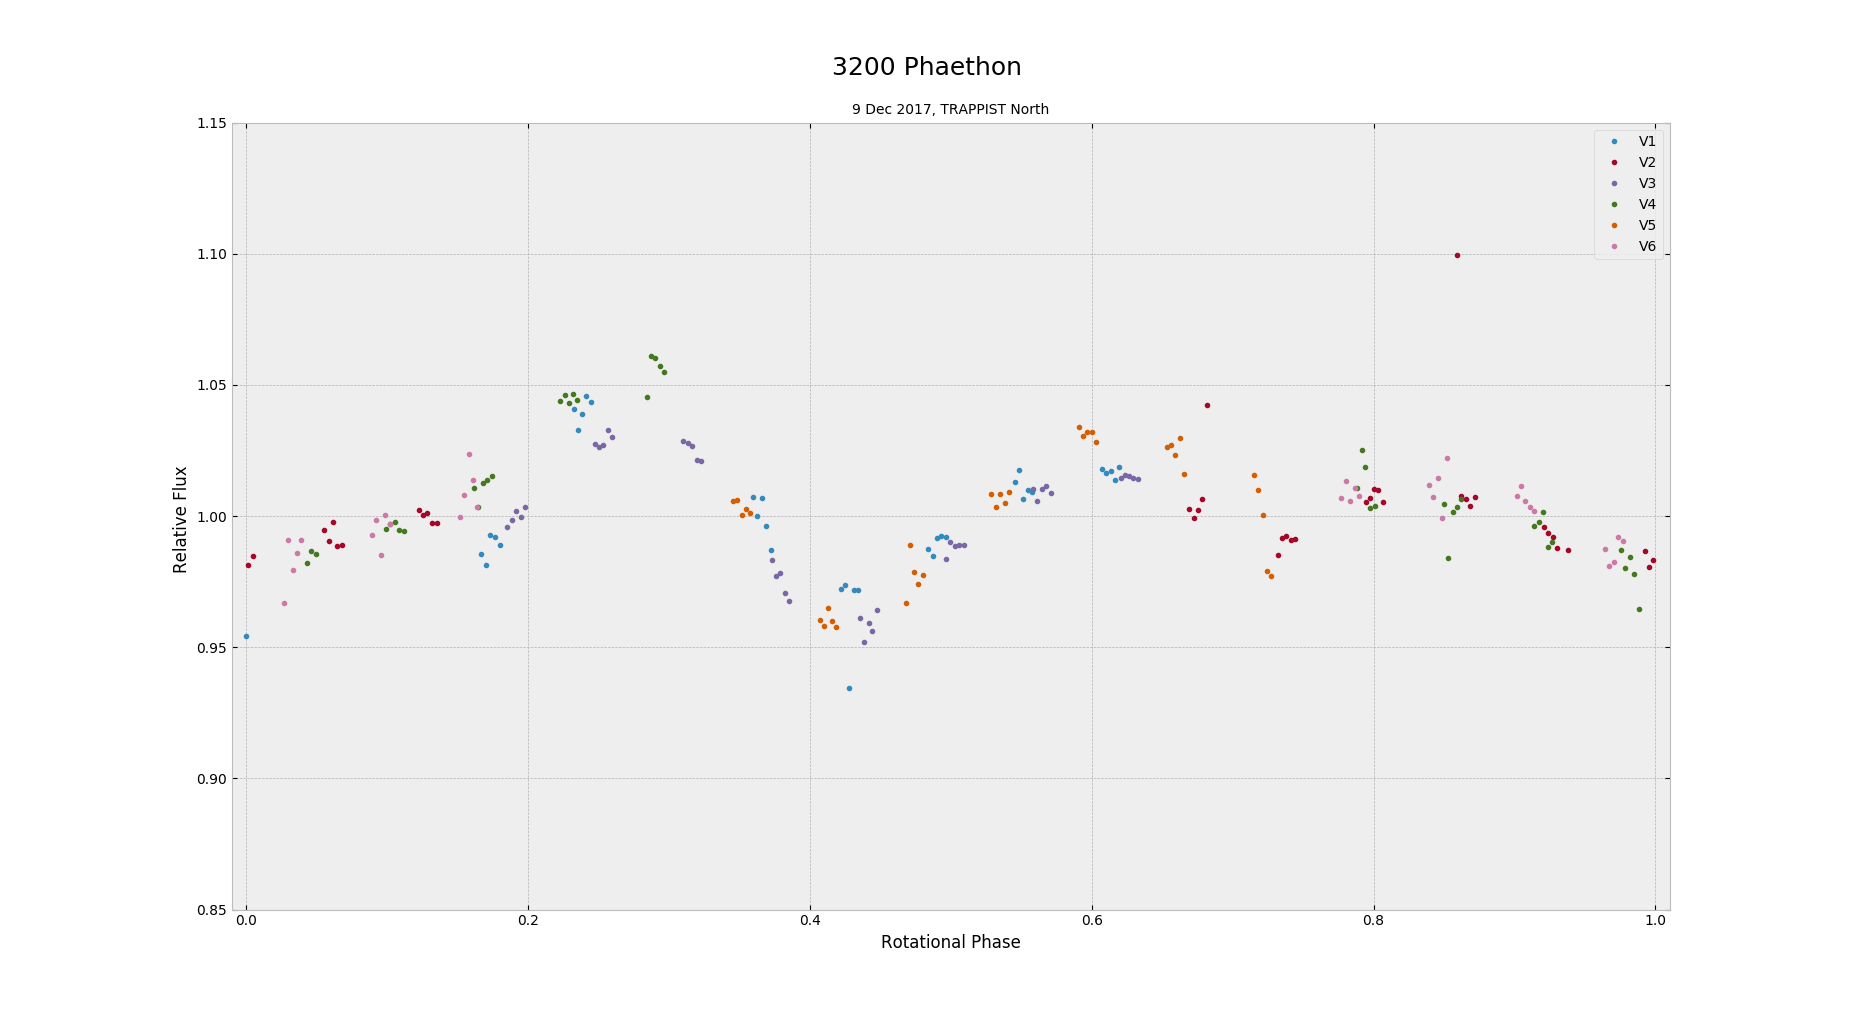 3200 Phaethon
9 Dec 2017, TRAPPIST North
1.15
1.10
1.05
1.00
0.95
0.90
0.85
Relative Flux
V1
V2
V3
V4
V5
V6
0.0 0.2 0.4 0.6 0.8 1.0
Rotational Phase